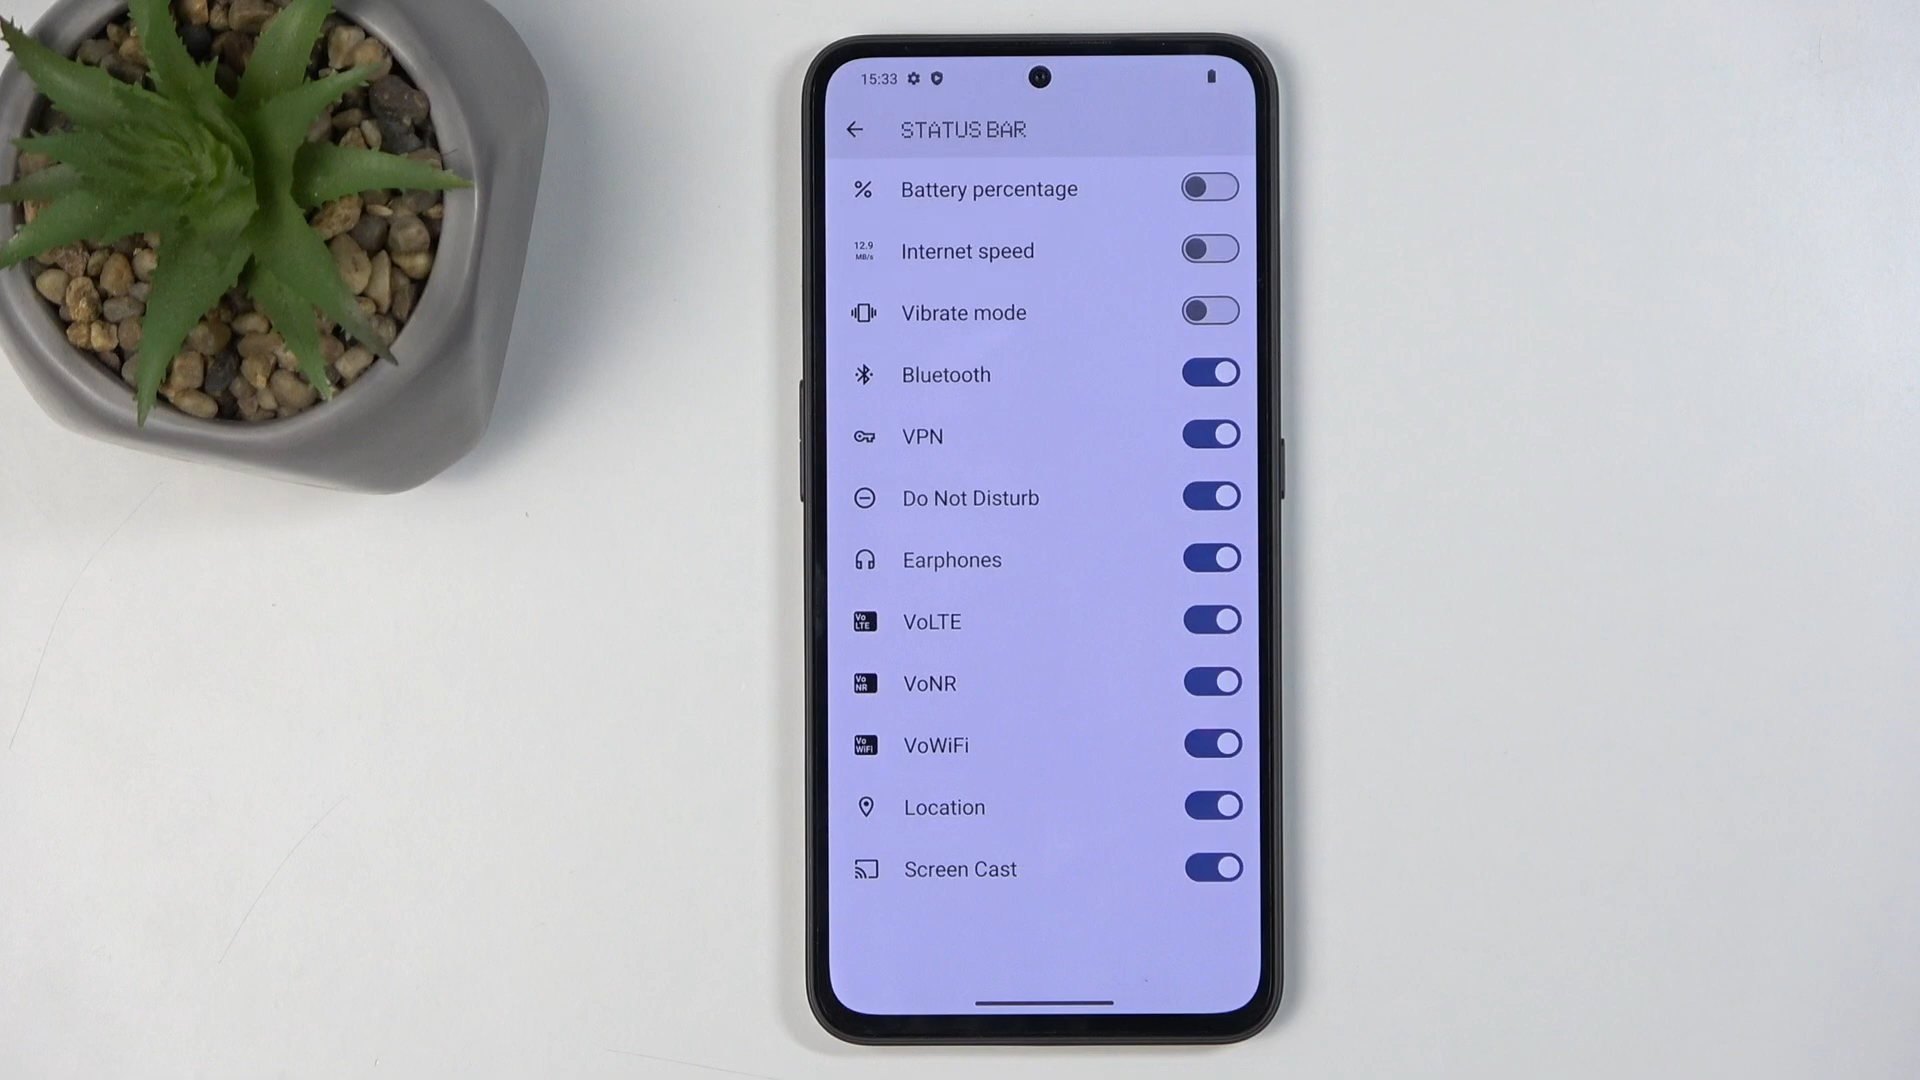 15:33
STATUS BAR
Battery percentage
12.9
MB/s
Internet speed
Vibrate mode
Bluetooth
VPN
Do Not Disturb
Earphones
Vo
LTE
VoLTE
Vo
NR
VoNR
Vo
WiFi
VoWiFi
Location
Screen Cast